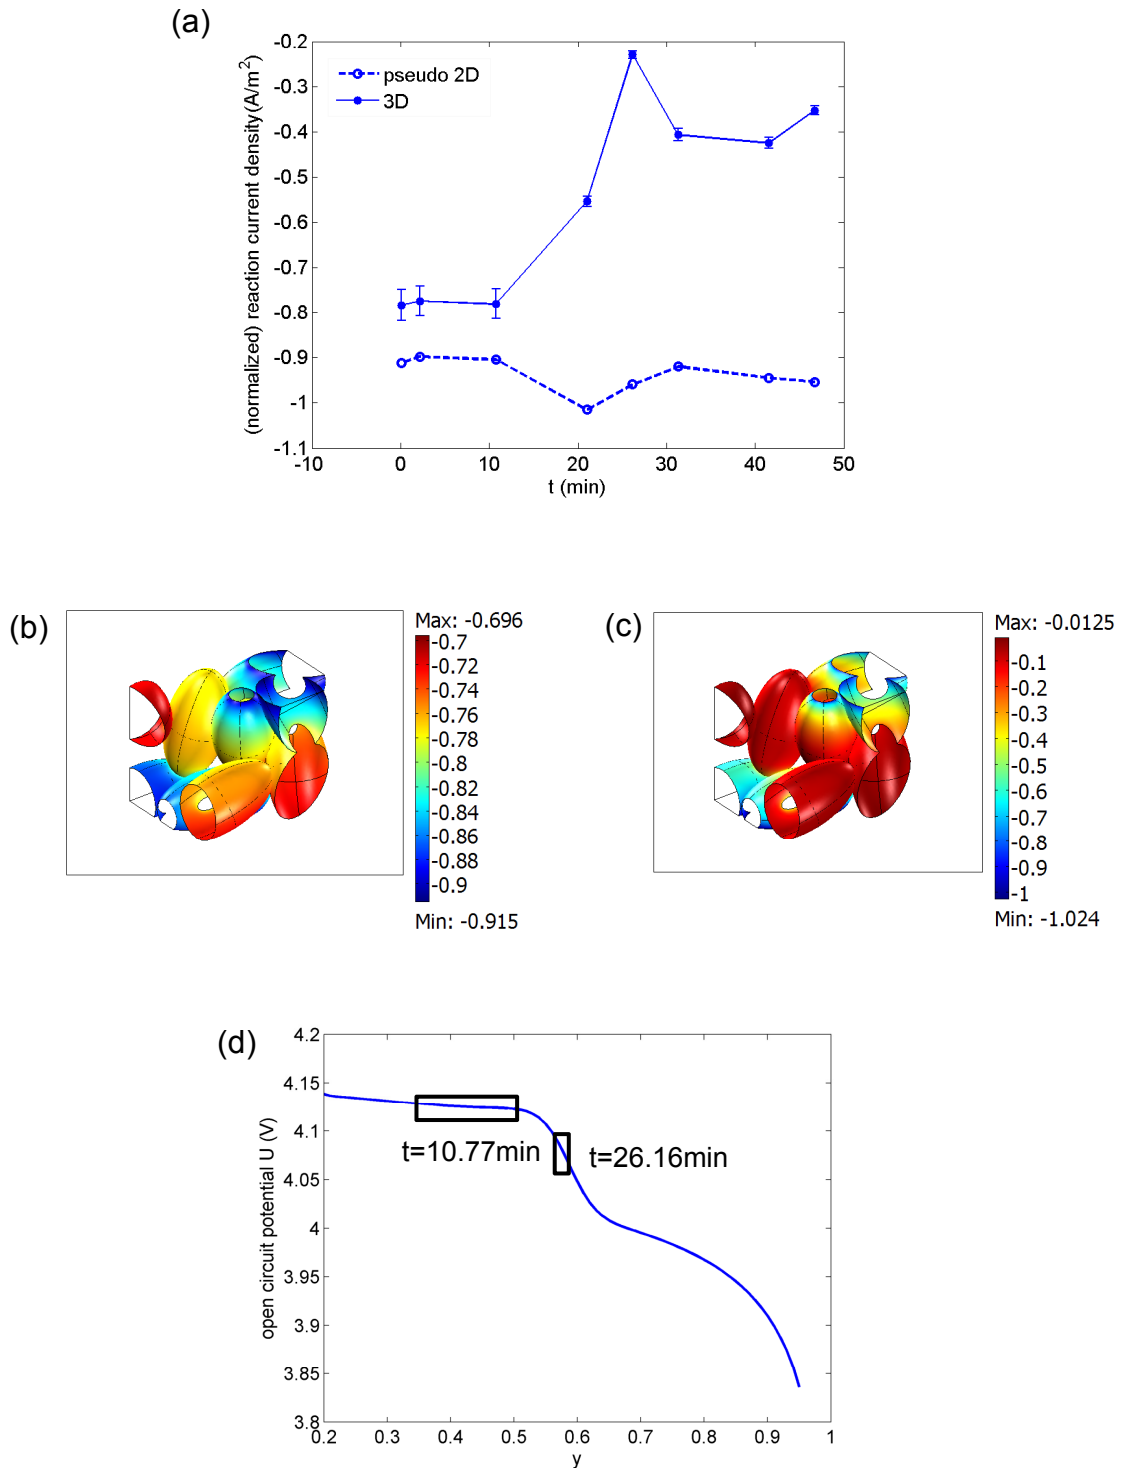 (a)
-0.2
-0.3
-0.4
-0.5
-0.6
-0.7
-0.8
-0.9
-1
-1.1
(normalized) reaction current density(A/m²)
pseudo 2D
3D
-10 0 10 20 30 40 50
t (min)
(b)
Max: -0.696
-0.7
-0.72
-0.74
-0.76
-0.78
-0.8
-0.82
-0.84
-0.86
-0.88
-0.9
Min: -0.915
(c)
Max: -0.0125
-0.1
-0.2
-0.3
-0.4
-0.5
-0.6
-0.7
-0.8
-0.9
-1
Min: -1.024
(d)
4.2
4.15
4.1
4.05
4
3.95
3.9
3.85
3.8
open circuit potential U (V)
t=10.77min
t=26.16min
0.2 0.3 0.4 0.5 0.6 0.7 0.8 0.9 1
y